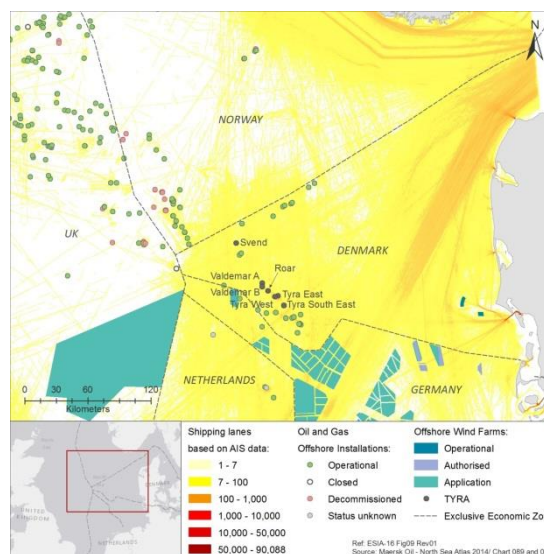 N
NORWAY
UK
DENMARK
Svend
Roar
Valdemar A
Valdemar B
Tyra East
Tyra West
Tyra South East
NETHERLANDS
GERMANY
0 30 60 120
Kilometers
Shipping lanes
based on AIS data:
1 - 7
7 - 100
100 - 1,000
1,000 - 10,000
10,000 - 50,000
50,000 - 90,088
Oil and Gas
Offshore Installations:
Operational
Closed
Decommissioned
Status unknown
Offshore Wind Farms:
Operational
Authorised
Application
TYRA
Exclusive Economic Zo
UNITED
KINGDOM
DENMARK
NETHERLANDS
Ref: ESIA-16 Fig09 Rev01
Source: Maersk Oil - North Sea Atlas 2014/ Chart 089 and 0